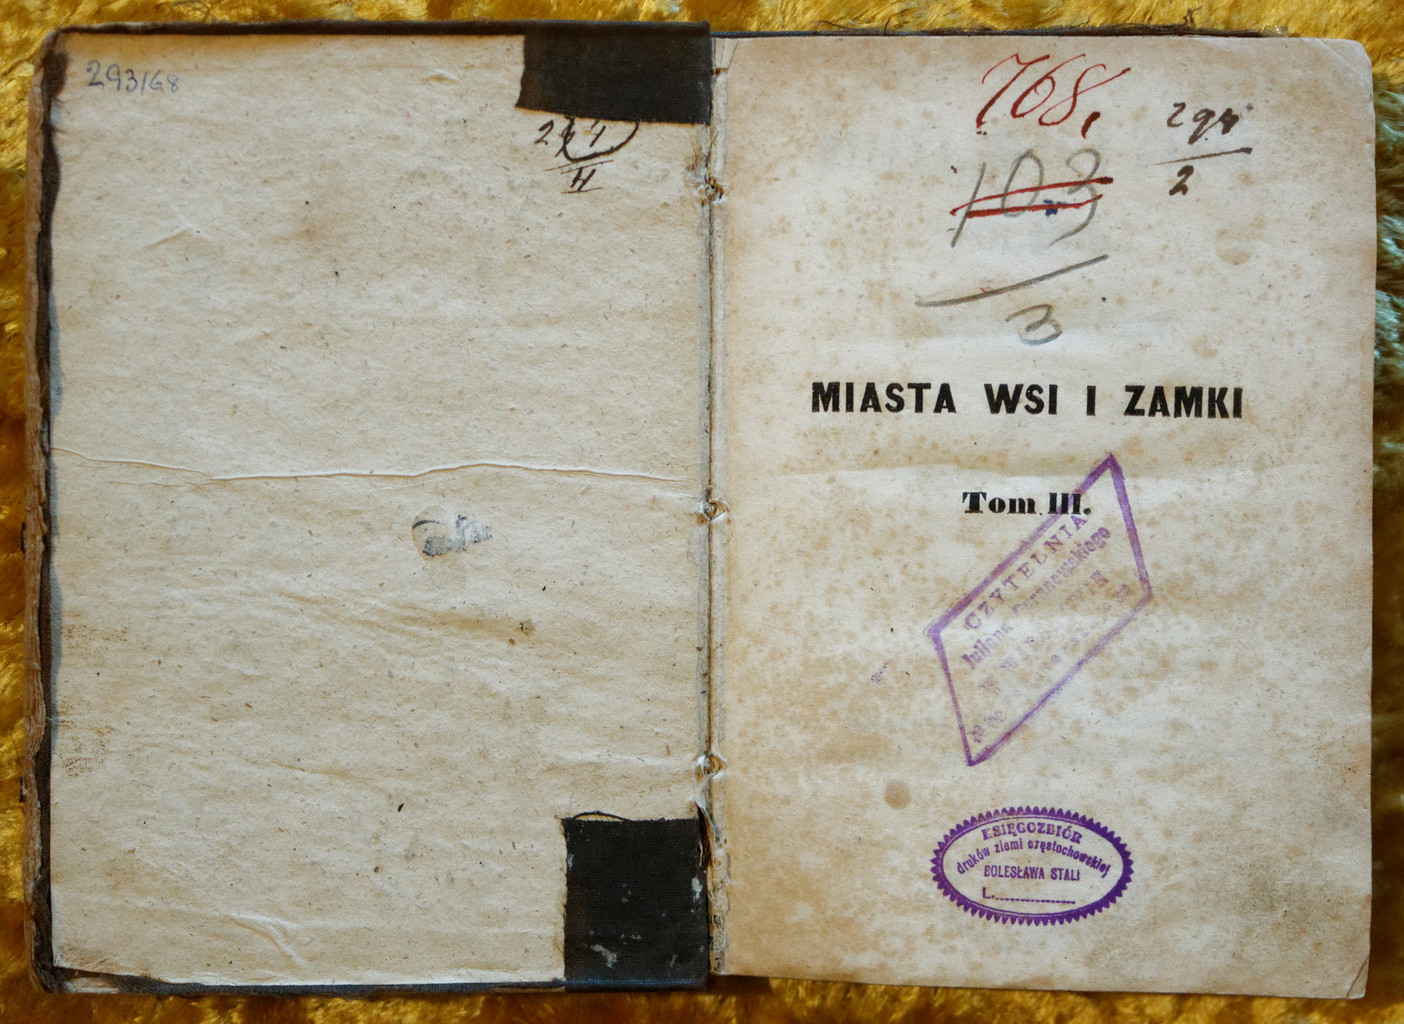 293/68
768,
294
2
103
3
MIASTA WSI I ZAMKI
Tom III.
CZYTELNIA
Juliana
KSIĘGOZBIÓR
druków ziemi częstochowskiej
BOLESŁAWA STALI
L.